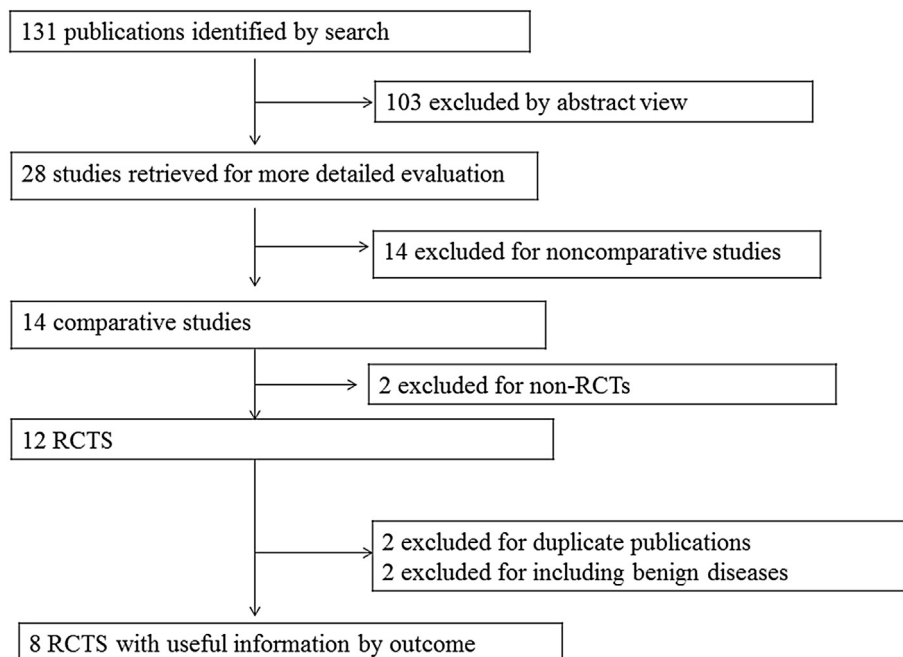 131 publications identified by search
103 excluded by abstract view
28 studies retrieved for more detailed evaluation
14 excluded for noncomparative studies
14 comparative studies
2 excluded for non-RCTs
12 RCTS
2 excluded for duplicate publications
2 excluded for including benign diseases
8 RCTS with useful information by outcome